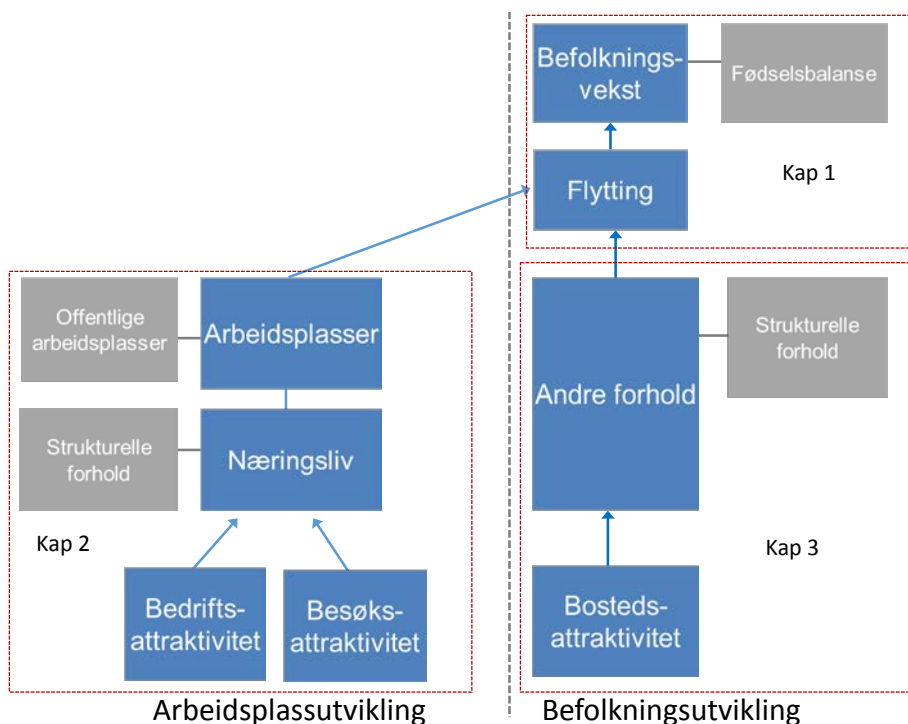 Befolknings-
vekst
Fødselsbalanse
Kap 1
Flytting
Offentlige
arbeidsplasser
Arbeidsplasser
Strukturelle
forhold
Næringsliv
Kap 2
Bedrifts-
attraktivitet
Besøks-
attraktivitet
Andre forhold
Strukturelle
forhold
Kap 3
Bosteds-
attraktivitet
Arbeidsplassutvikling
Befolkningsutvikling